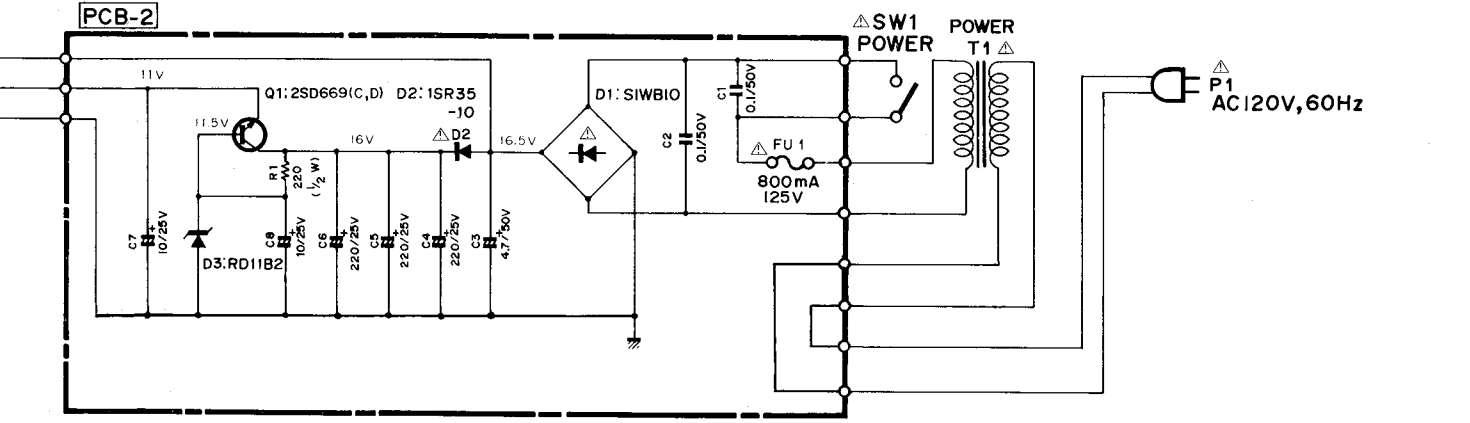 PCB-2
SW1
POWER
POWER
T1
P1
AC120V, 60Hz
11V
Q1:2SD669(C,D)
D2:1SR35
-10
D1:S1WB10
C1
0.1/50V
11.5V
16V
D2
16.5V
C2
0.1/50V
FU1
800mA
125V
R1
220
(1/2 W)
C7
10/25V
D3:RD11B2
C8
10/25V
C6
220/25V
C5
220/25V
C4
220/25V
C3
4.7/50V